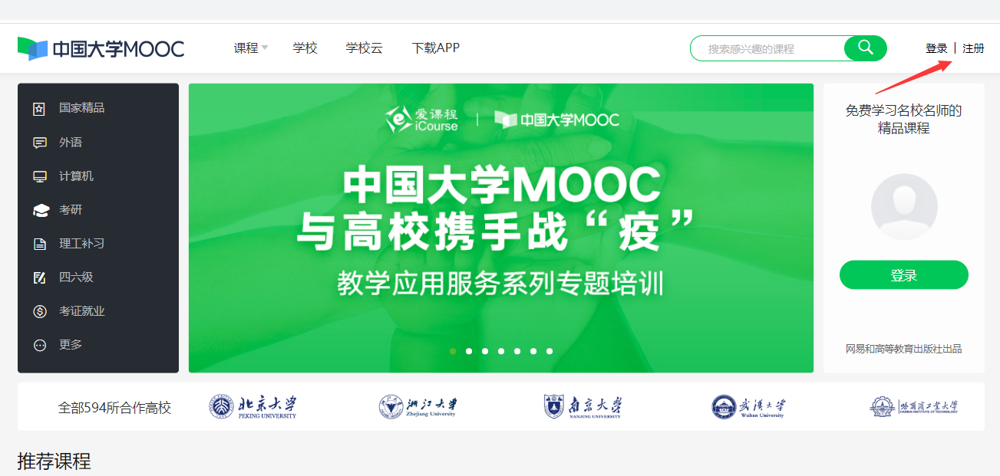 中国大学MOOC
课程
学校
学校云
下载APP
搜索感兴趣的课程
登录 | 注册
国家精品
外语
计算机
考研
理工补习
四六级
考证就业
更多
爱课程
iCourse
中国大学MOOC
中国大学MOOC
与高校携手战“疫”
教学应用服务系列专题培训
免费学习名校名师的
精品课程
登录
网易和高等教育出版社出品
全部594所合作高校
北京大学
PEKING UNIVERSITY
浙江大学
Zhejiang University
南京大学
NANJING UNIVERSITY
武汉大学
Wuhan University
哈尔滨工业大学
HARBIN INSTITUTE OF TECHNOLOGY
推荐课程